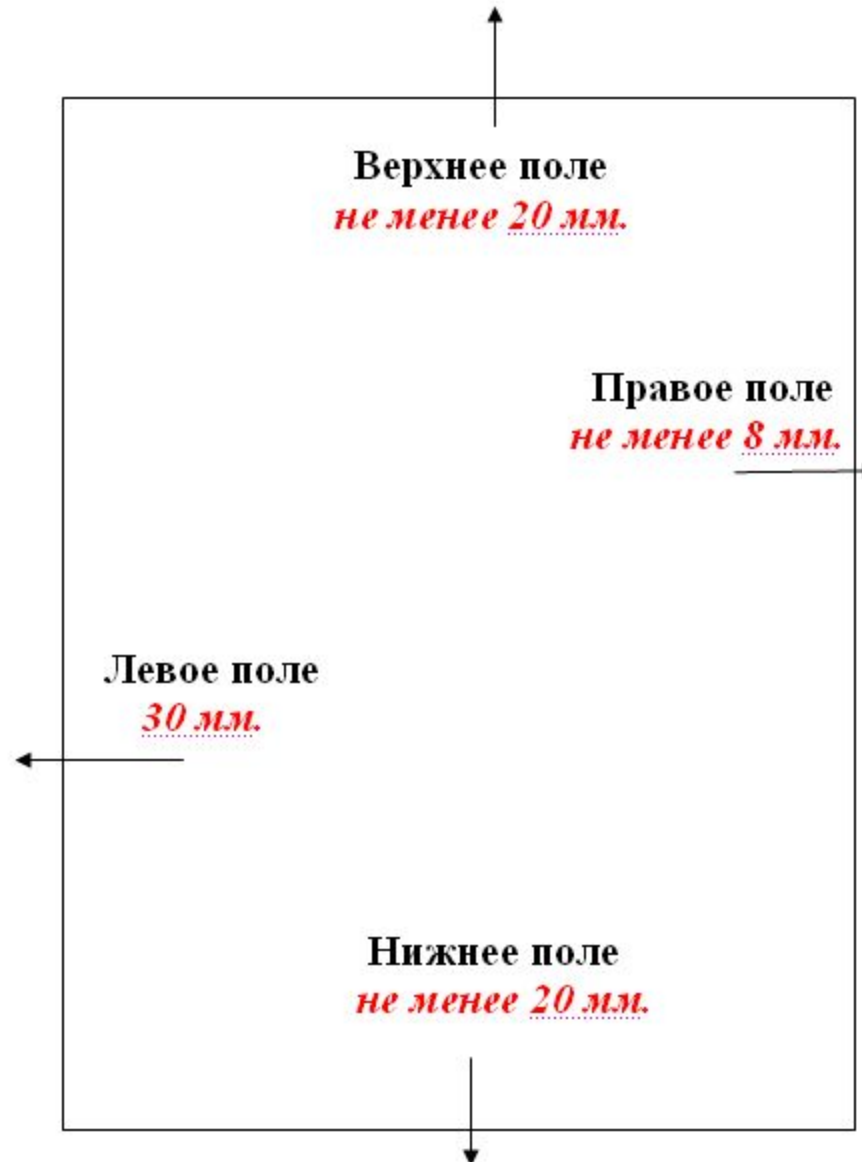 Верхнее поле
не менее 20 мм.
Правое поле
не менее 8 мм.
Левое поле
30 мм.
Нижнее поле
не менее 20 мм.